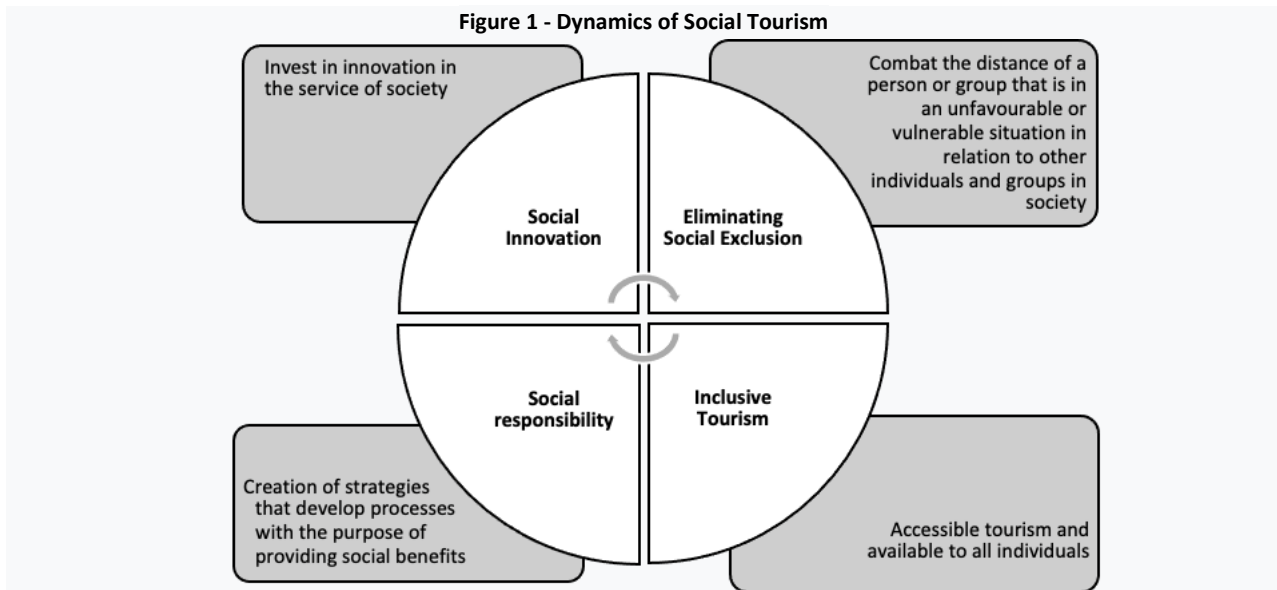 Figure 1 - Dynamics of Social Tourism
Invest in innovation in
the service of society
Combat the distance of a
person or group that is in
an unfavourable or
vulnerable situation in
relation to other
individuals and groups in
society
Social
Innovation
Eliminating
Social Exclusion
Social
responsibility
Inclusive
Tourism
Creation of strategies
that develop processes
with the purpose of
providing social benefits
Accessible tourism and
available to all individuals